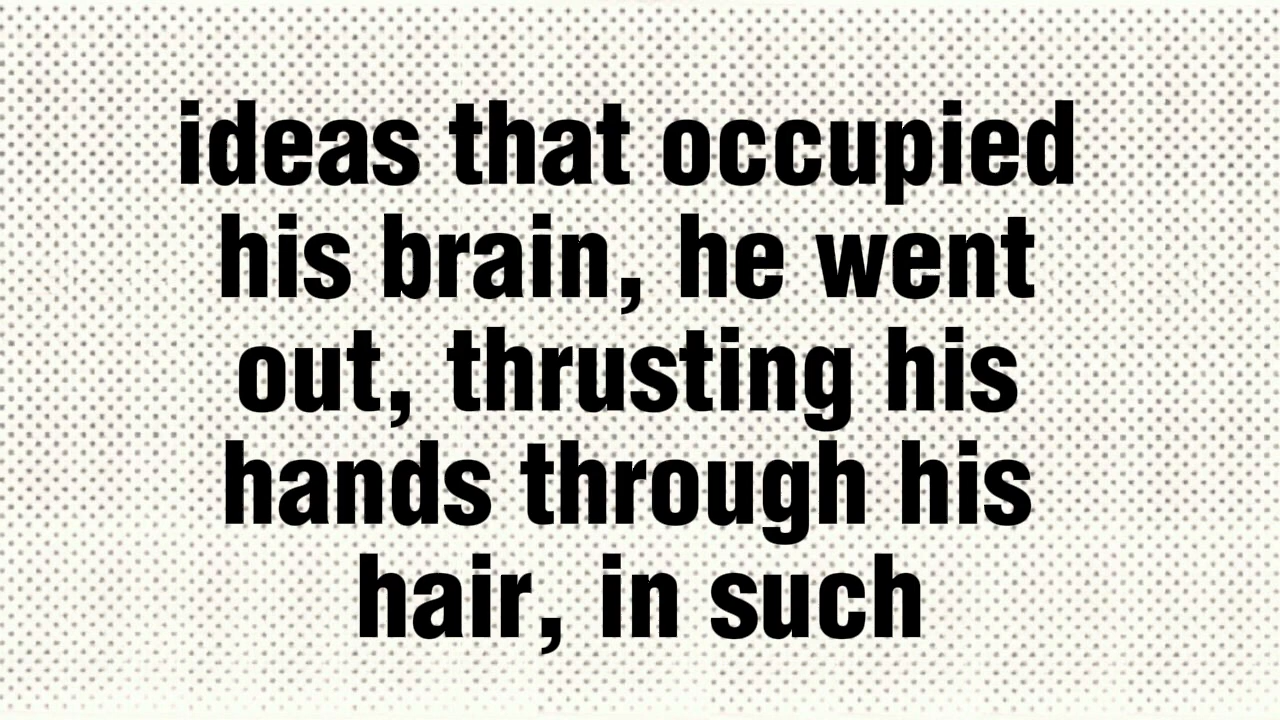 ideas that occupied
his brain, he went
out, thrusting his
hands through his
hair, in such